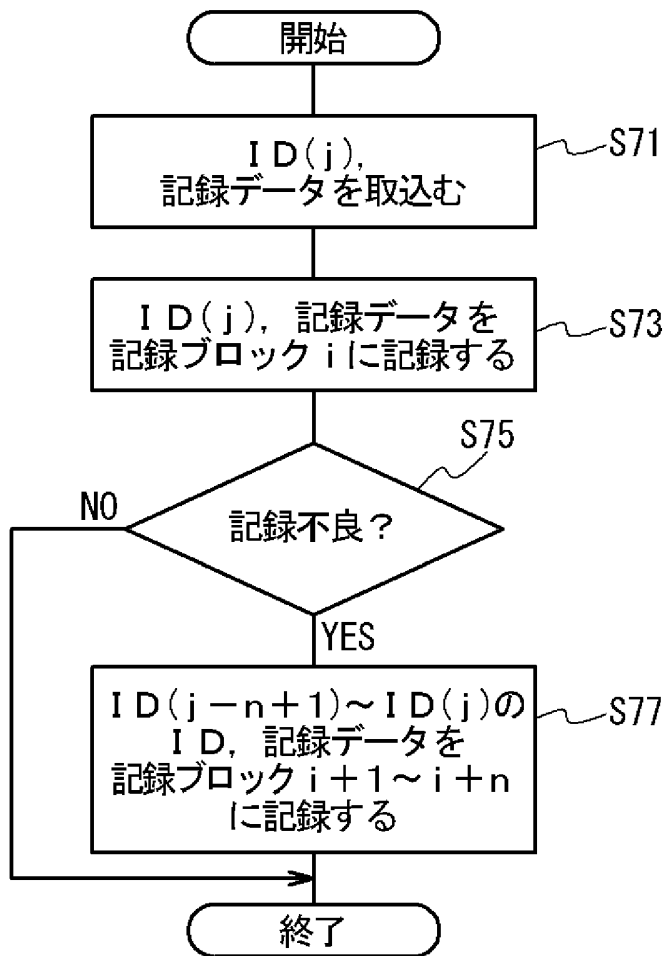 開始
ＩＤ(ｊ),
記録データを取込む
S71
ＩＤ(ｊ), 記録データを
記録ブロックｉに記録する
S73
S75
記録不良？
NO
YES
ＩＤ(ｊ－ｎ＋１)～ＩＤ(ｊ)の
ＩＤ, 記録データを
記録ブロックｉ＋１～ｉ＋ｎ
に記録する
S77
終了